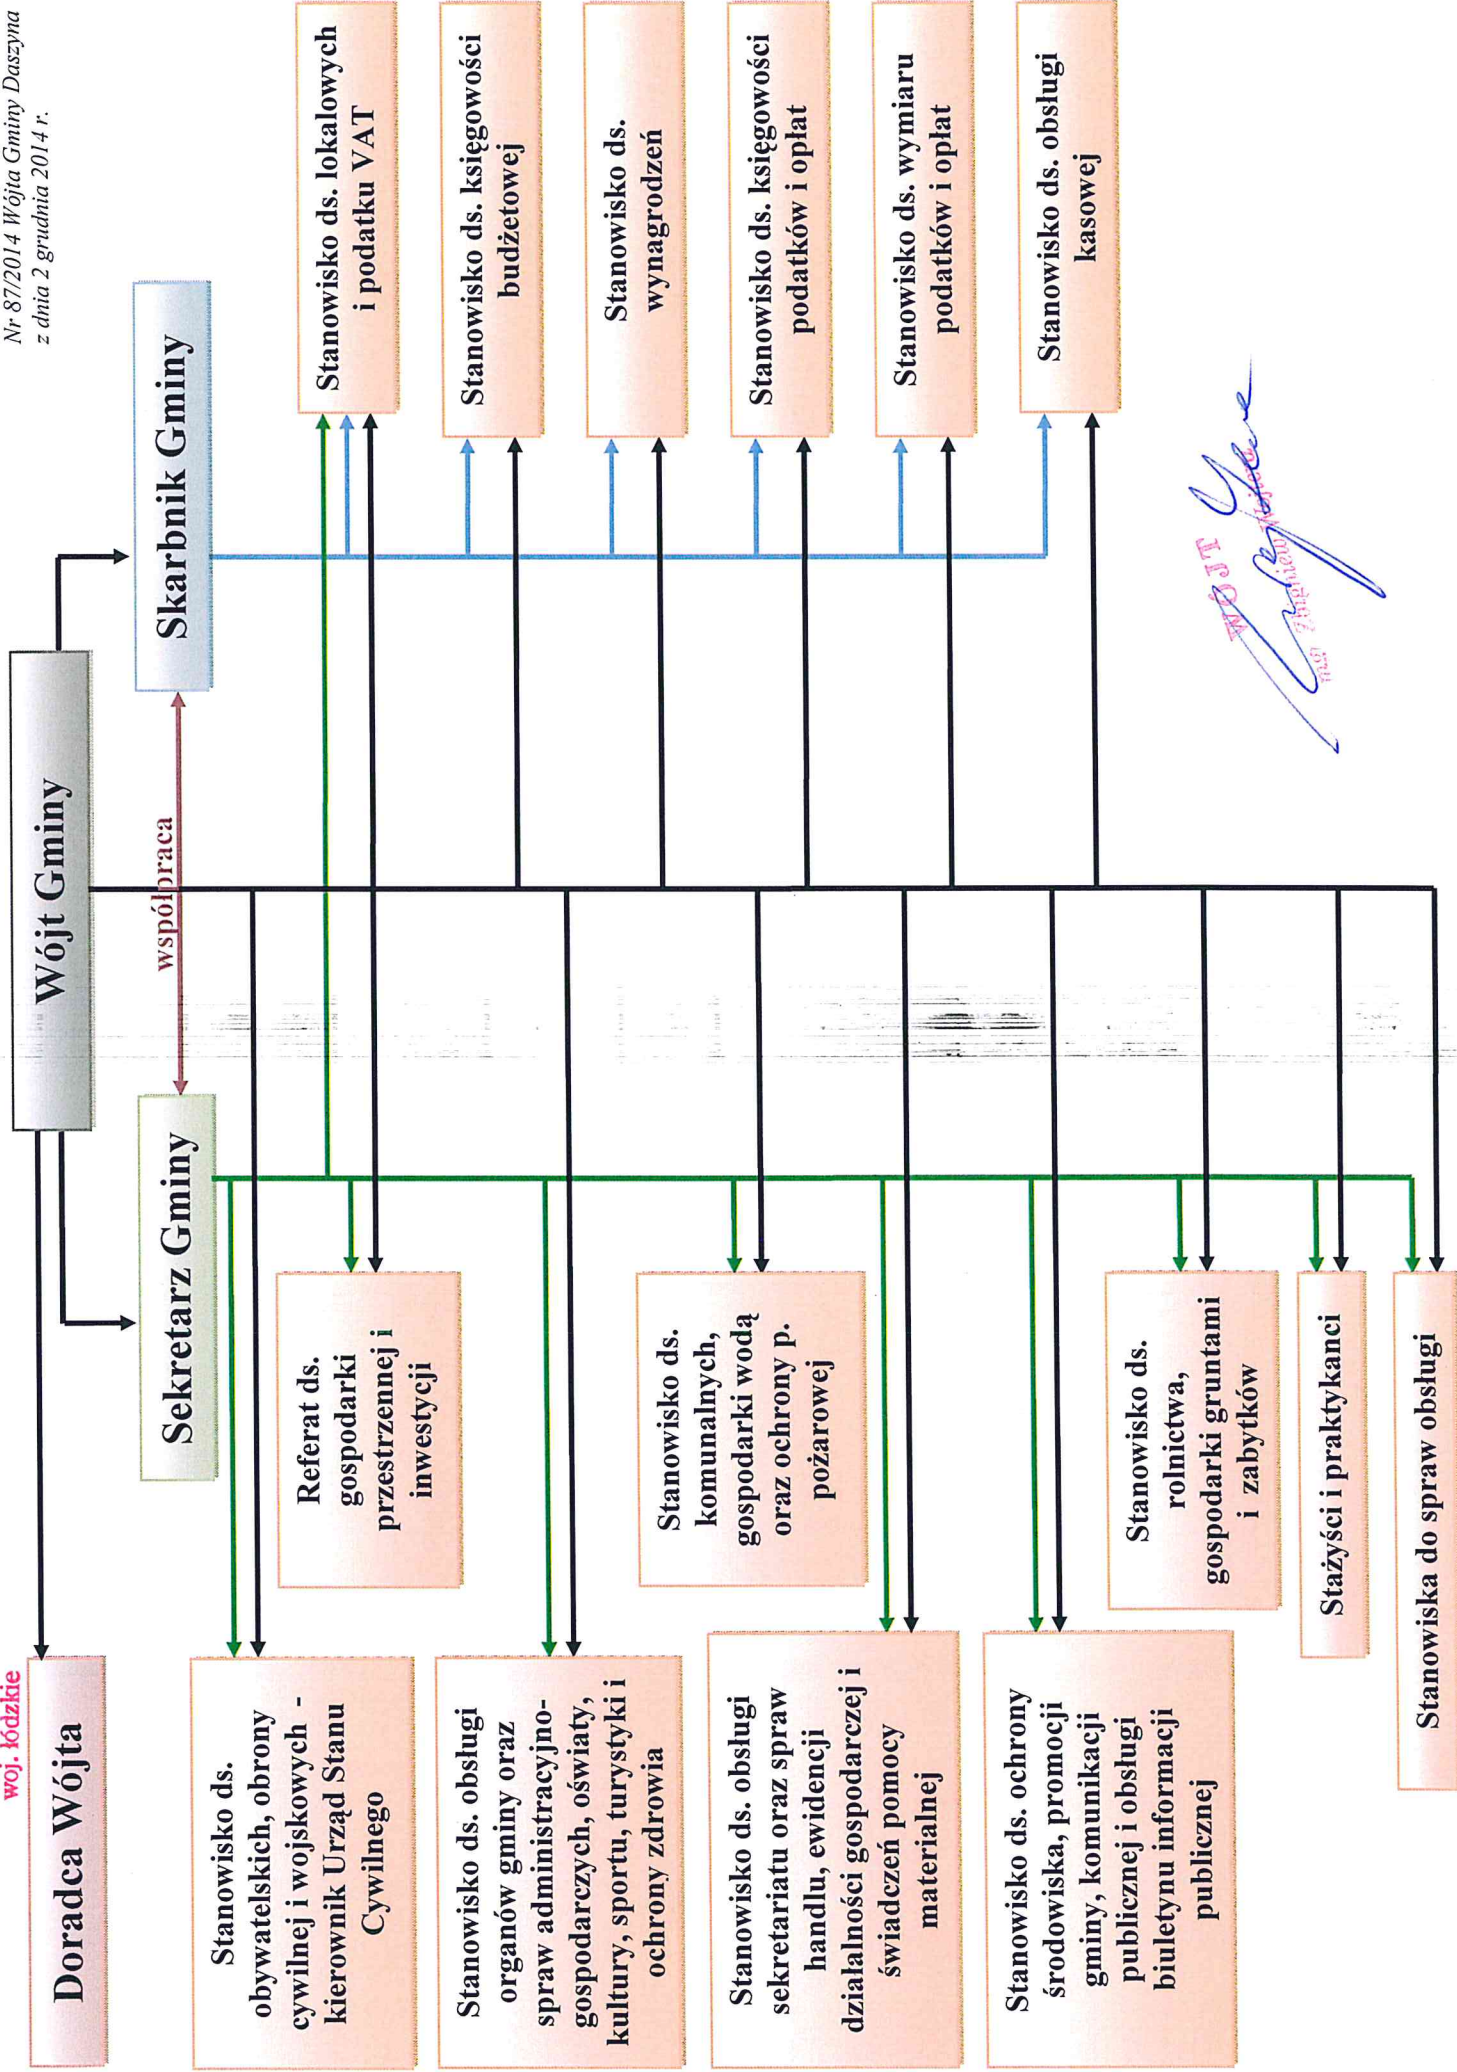 Nr 87/2014 Wójta Gminy Daszyna
z dnia 2 grudnia 2014 r.
woj. łódzkie
Wójt Gminy
Doradca Wójta
współpraca
Sekretarz Gminy
Skarbnik Gminy
Stanowisko ds.
obywatelskich, obrony
cywilnej i wojskowych -
kierownik Urząd Stanu
Cywilnego
Referat ds.
gospodarki
przestrzennej i
inwestycji
Stanowisko ds. obsługi
organów gminy oraz
spraw administracyjno-
gospodarczych, oświaty,
kultury, sportu, turystyki i
ochrony zdrowia
Stanowisko ds.
komunalnych,
gospodarki wodą
oraz ochrony p.
pożarowej
Stanowisko ds. obsługi
sekretariatu oraz spraw
handlu, ewidencji
działalności gospodarczej i
świadczeń pomocy
materialnej
Stanowisko ds. ochrony
środowiska, promocji
gminy, komunikacji
publicznej i obsługi
biuletynu informacji
publicznej
Stanowisko ds.
rolnictwa,
gospodarki gruntami
i zabytków
Stażyści i praktykanci
Stanowiska do spraw obsługi
Stanowisko ds. lokalowych
i podatku VAT
Stanowisko ds. księgowości
budżetowej
Stanowisko ds.
wynagrodzeń
Stanowisko ds. księgowości
podatków i opłat
Stanowisko ds. wymiaru
podatków i opłat
Stanowisko ds. obsługi
kasowej
WÓJT
mgr Zbigniew